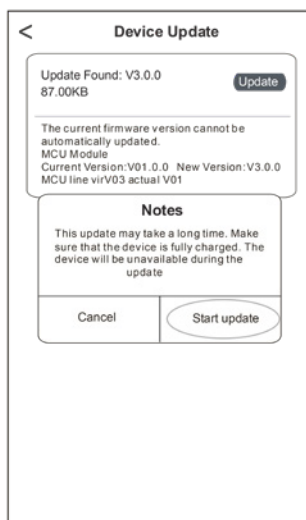 <
Device Update
Update Found: V3.0.0
87.00KB
Update
The current firmware version cannot be
automatically updated.
MCU Module
Current Version:V01.0.0 New Version:V3.0.0
MCU line virV03 actual V01
Notes
This update may take a long time. Make
sure that the device is fully charged. The
device will be unavailable during the
update
Cancel
Start update